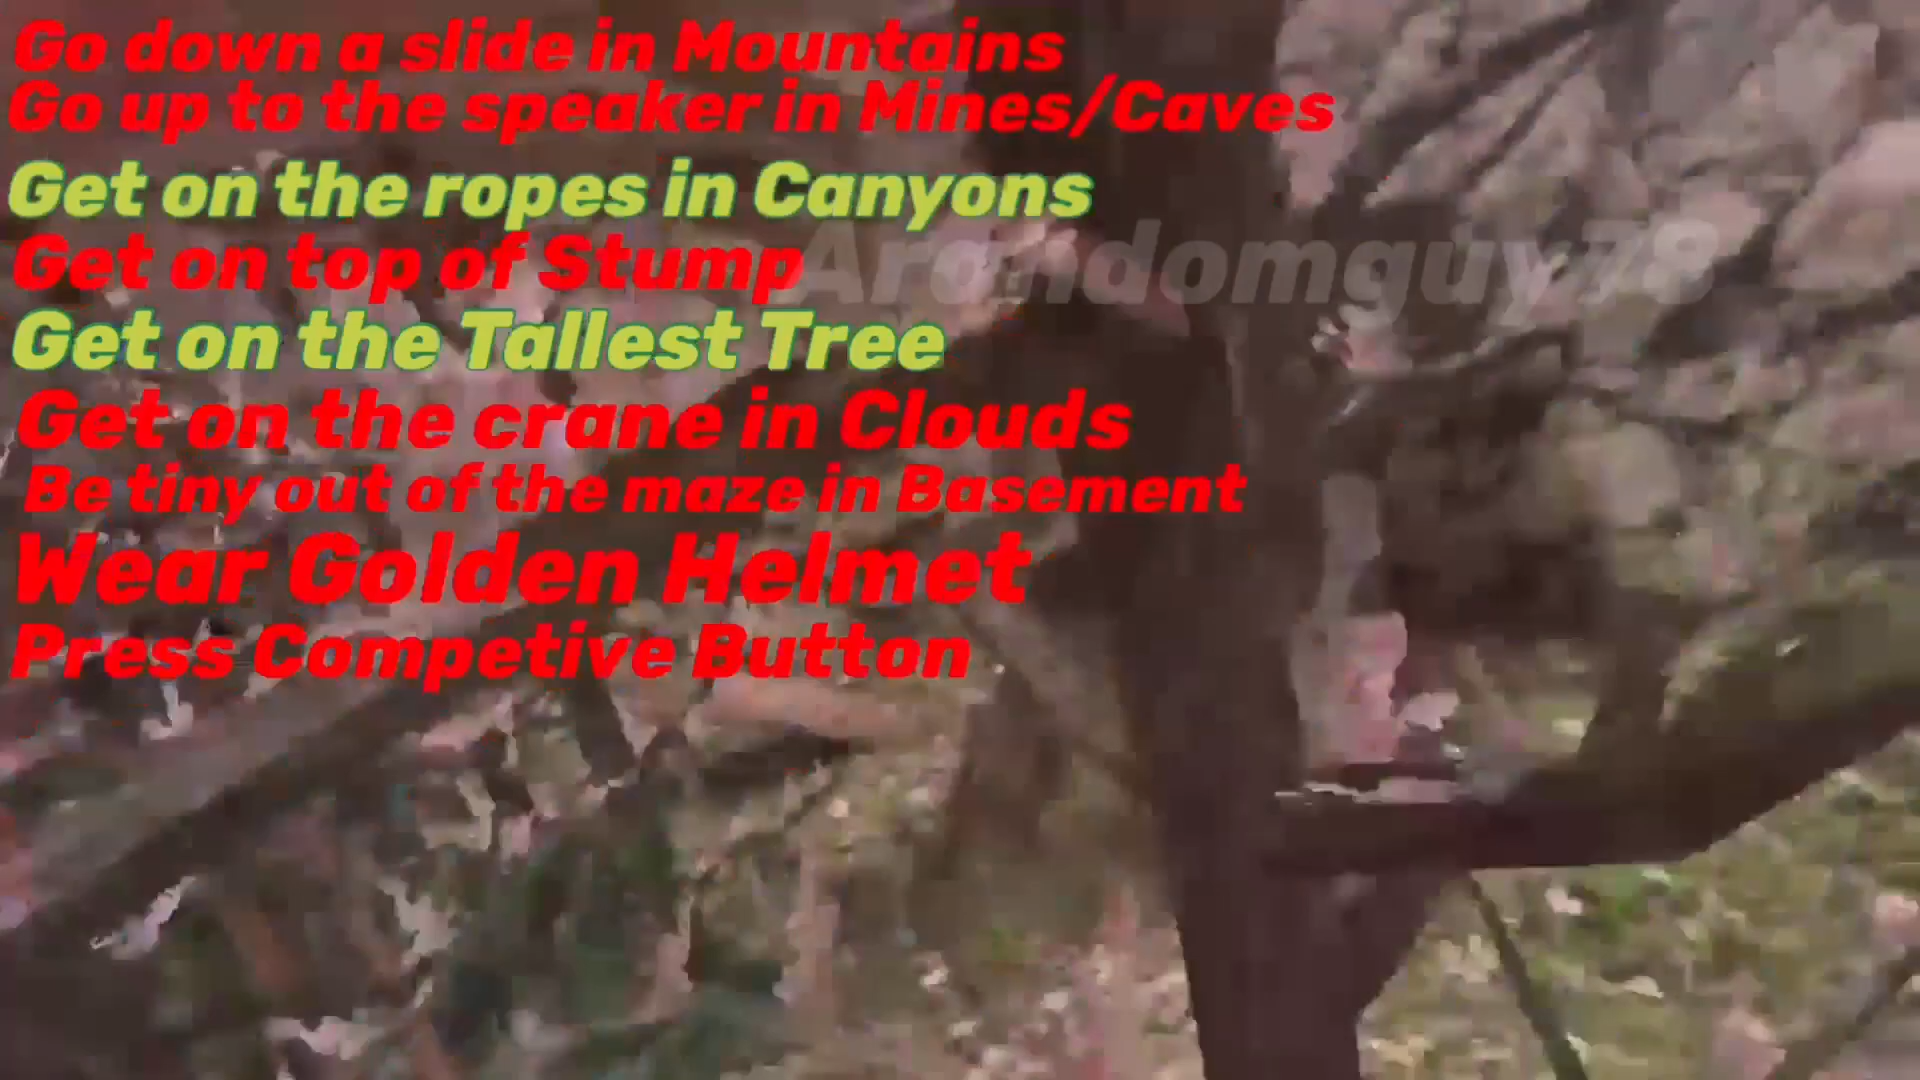 Go down a slide in Mountains
Go up to the speaker in Mines/Caves
Get on the ropes in Canyons
Get on top of Stump
Arandomguy78
Get on the Tallest Tree
Get on the crane in Clouds
Be tiny out of the maze in Basement
Wear Golden Helmet
Press Competive Button